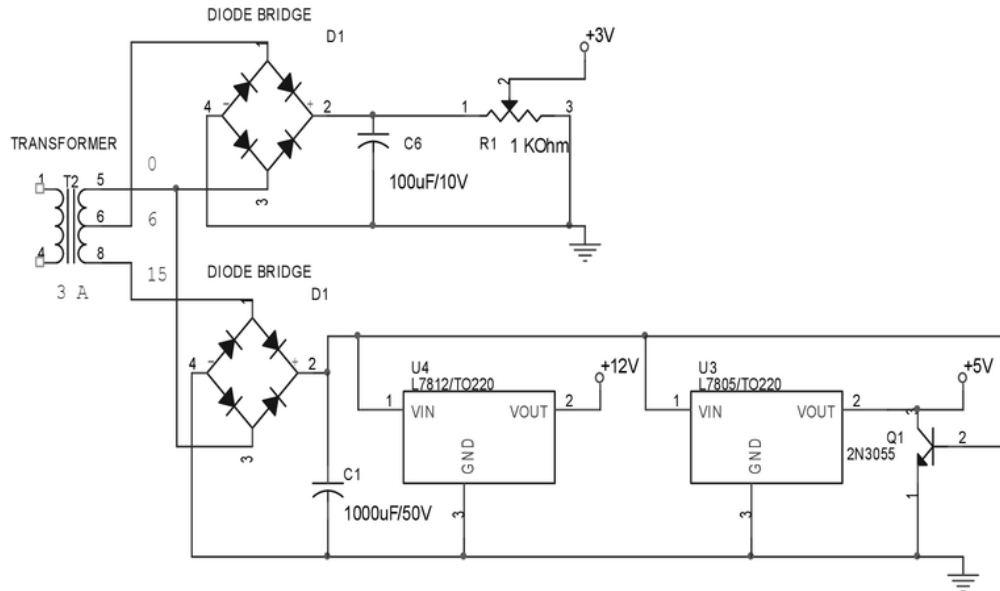 DIODE BRIDGE
D1
1
4
-
+
2
3
C6
100uF/10V
1
2
3
R1
1 KOhm
+3V
TRANSFORMER
T2
1
4
5
6
8
0
6
15
3 A
DIODE BRIDGE
D1
1
4
-
+
2
3
C1
1000uF/50V
U4
L7812/TO220
1
VIN
VOUT
2
GND
3
+12V
U3
L7805/TO220
1
VIN
VOUT
2
GND
3
+5V
3
Q1
2
2N3055
1